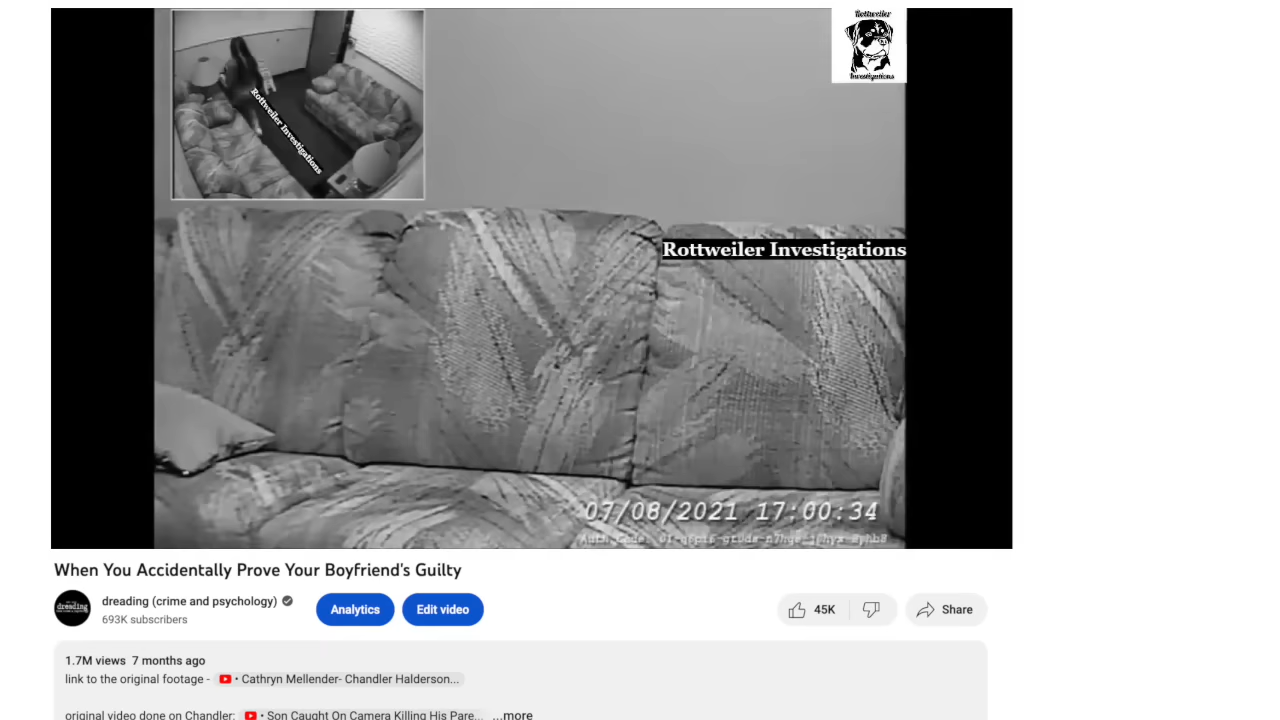 Rottweiler
Investigations
Rottweiler Investigations
Rottweiler Investigations
07/08/2021 17:00:34
Auth Code:
When You Accidentally Prove Your Boyfriend's Guilty
dreading
dreading (crime and psychology)
693K subscribers
Analytics
Edit video
45K
Share
1.7M views 7 months ago
link to the original footage - • Cathryn Mellender- Chandler Halderson...
original video done on Chandler: • Son Caught On Camera Killing His Pare... ...more